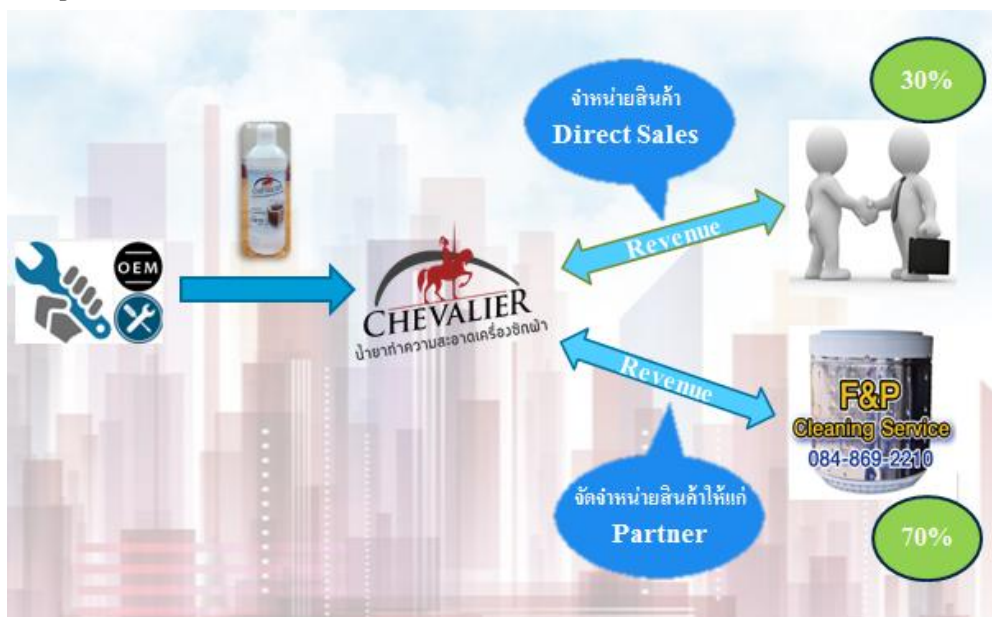 30%
จำหน่ายสินค้า
Direct Sales
Revenue
OEM
CHEVALIER
CHEVALIER
น้ำยาทำความสะอาดเครื่องซักผ้า
Revenue
F&P
Cleaning Service
084-869-2210
จัดจำหน่ายสินค้าให้แก่
Partner
70%